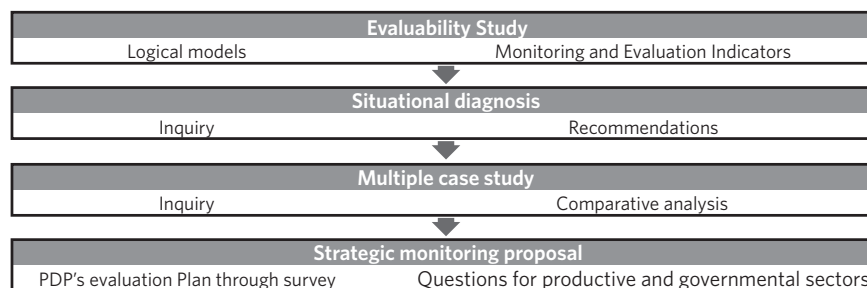 Evaluability Study
Logical models Monitoring and Evaluation Indicators
Situational diagnosis
Inquiry Recommendations
Multiple case study
Inquiry Comparative analysis
Strategic monitoring proposal
PDP's evaluation Plan through survey Questions for productive and governmental sectors